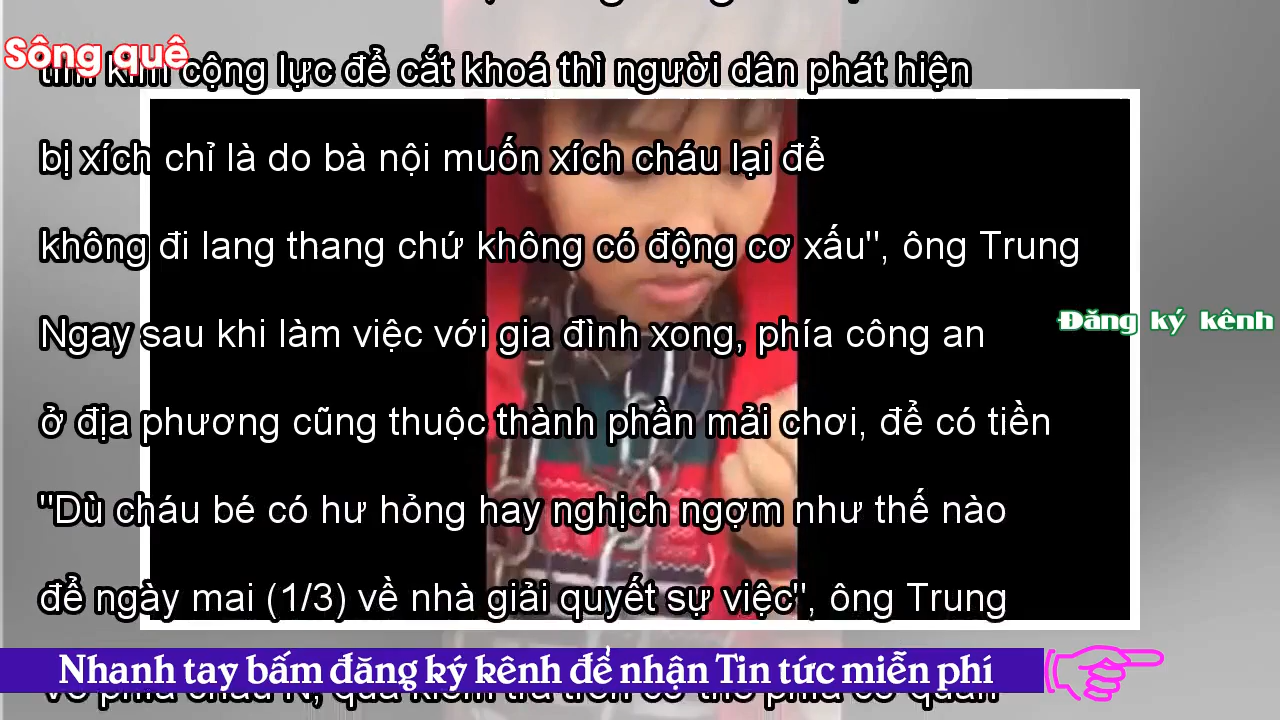 Sông quê
kìm cộng lực để cắt khoá thì người dân phát hiện
bị xích chỉ là do bà nội muốn xích cháu lại để
không đi lang thang chứ không có động cơ xấu", ông Trung
Ngay sau khi làm việc với gia đình xong, phía công an
Đăng ký kênh
ở địa phương cũng thuộc thành phần mải chơi, để có tiền
"Dù cháu bé có hư hỏng hay nghịch ngợm như thế nào
để ngày mai (1/3) về nhà giải quyết sự việc", ông Trung
Nhanh tay bấm đăng ký kênh để nhận Tin tức miễn phí